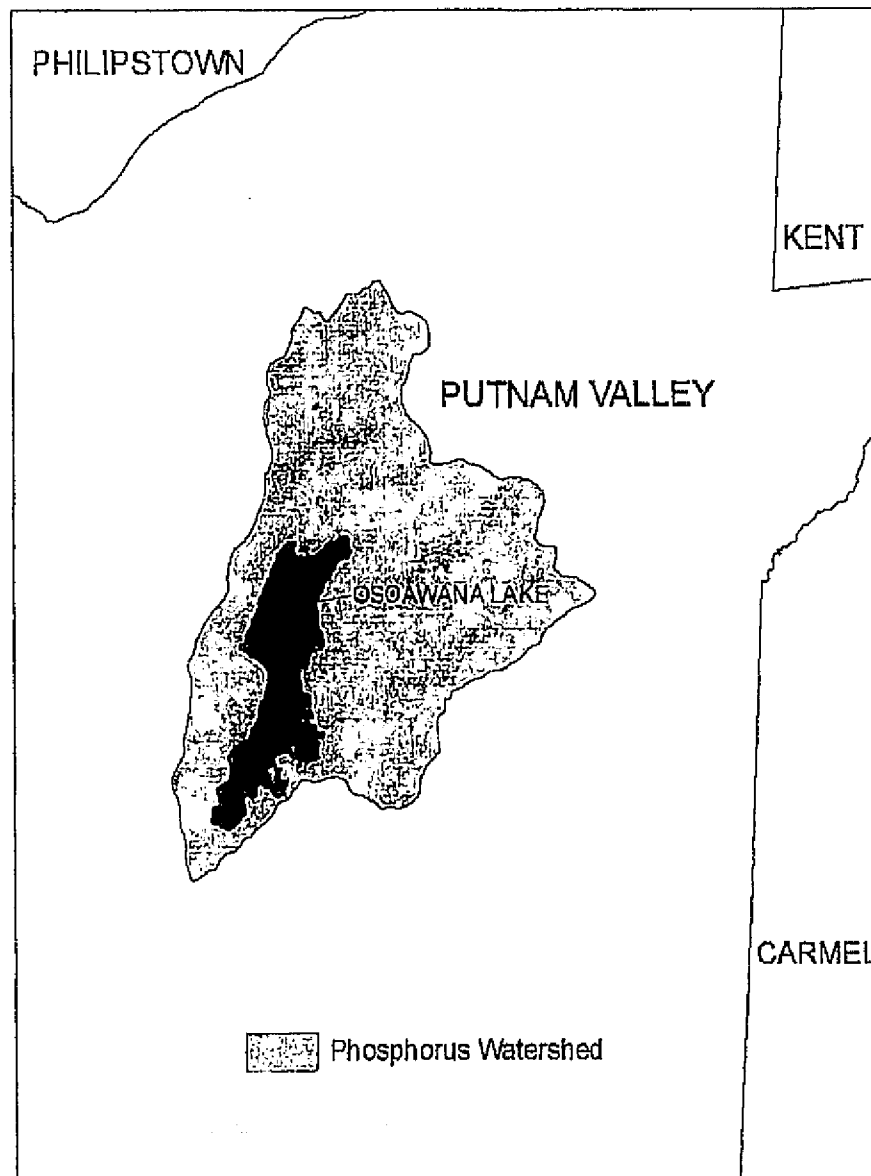 PHILIPSTOWN
KENT
PUTNAM VALLEY
OSOAWANA LAKE
CARMEL
Phosphorus Watershed